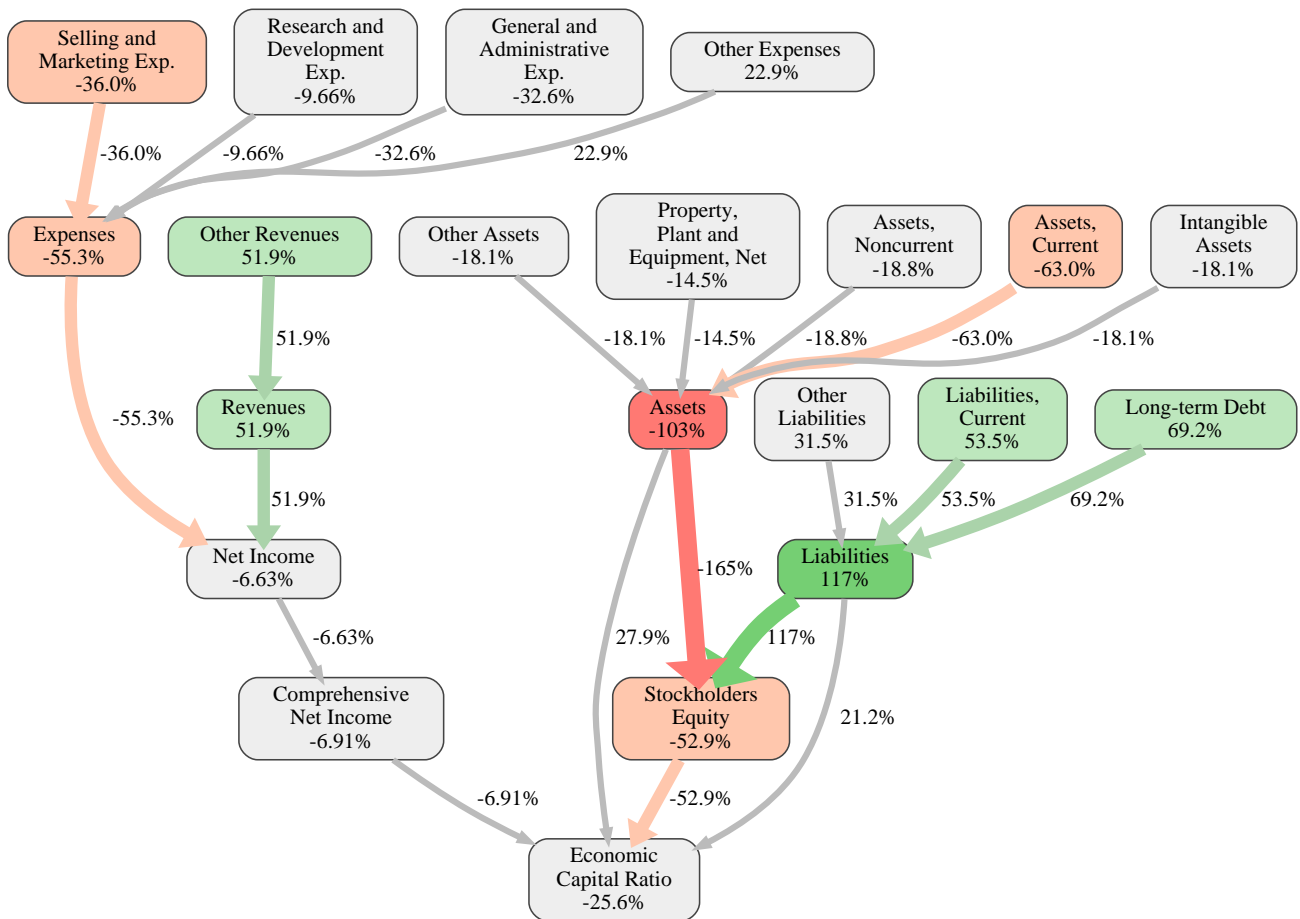 Selling and
Marketing Exp.
-36.0%
Research and
Development
Exp.
-9.66%
General and
Administrative
Exp.
-32.6%
Other Expenses
22.9%
-36.0%
-9.66%
-32.6%
22.9%
Expenses
-55.3%
Other Revenues
51.9%
Other Assets
-18.1%
Property,
Plant and
Equipment, Net
-14.5%
Assets,
Noncurrent
-18.8%
Assets,
Current
-63.0%
Intangible
Assets
-18.1%
51.9%
-18.1%
-14.5%
-18.8%
-63.0%
-18.1%
-55.3%
Revenues
51.9%
Assets
-103%
Other
Liabilities
31.5%
Liabilities,
Current
53.5%
Long-term Debt
69.2%
51.9%
31.5%
53.5%
69.2%
Net Income
-6.63%
-165%
Liabilities
117%
-6.63%
27.9%
117%
Comprehensive
Net Income
-6.91%
Stockholders
Equity
-52.9%
21.2%
-6.91%
-52.9%
Economic
Capital Ratio
-25.6%